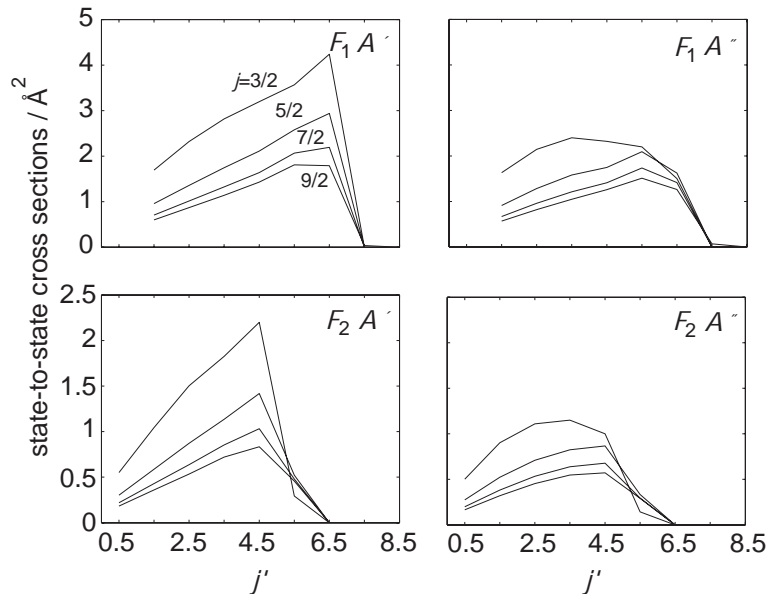 state-to-state cross sections / Å²
5
4
3
2
1
0
F₁ A′
j=3/2
5/2
7/2
9/2
F₁ A″
2.5
2
1.5
1
0.5
0
F₂ A′
F₂ A″
0.5 2.5 4.5 6.5 8.5
0.5 2.5 4.5 6.5 8.5
j'
j'